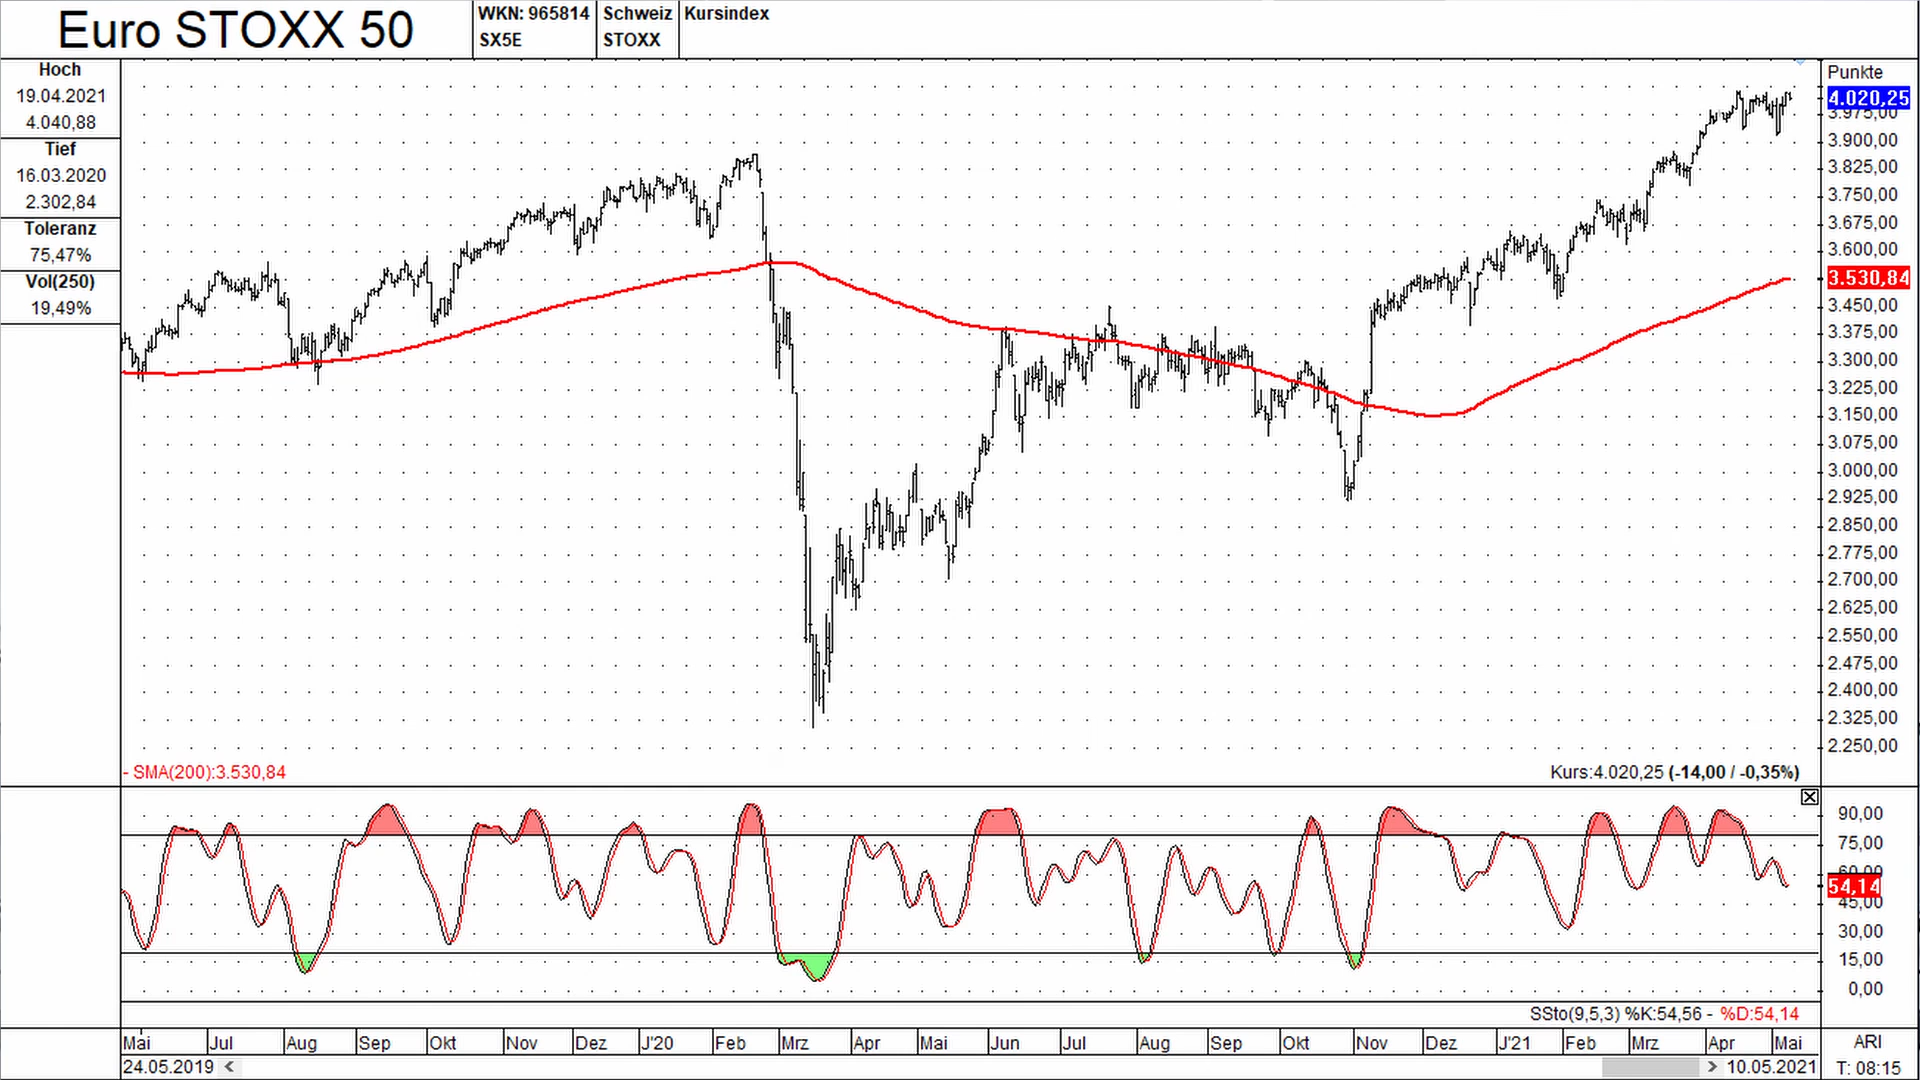 Euro STOXX 50
WKN: 965814
SX5E
Schweiz
STOXX
Kursindex
Hoch
19.04.2021
4.040,88
Tief
16.03.2020
2.302,84
Toleranz
75,47%
Vol(250)
19,49%
Punkte
4.020,25
3.975,00
3.900,00
3.825,00
3.750,00
3.675,00
3.600,00
3.530,84
3.450,00
3.375,00
3.300,00
3.225,00
3.150,00
3.075,00
3.000,00
2.925,00
2.850,00
2.775,00
2.700,00
2.625,00
2.550,00
2.475,00
2.400,00
2.325,00
2.250,00
- SMA(200):3.530,84
Kurs:4.020,25 (-14,00 / -0,35%)
90,00
75,00
60,00
54,14
45,00
30,00
15,00
0,00
SSto(9,5,3) %K:54,56 - %D:54,14
Mai Jul Aug Sep Okt Nov Dez J'20 Feb Mrz Apr Mai Jun Jul Aug Sep Okt Nov Dez J'21 Feb Mrz Apr Mai
ARI
24.05.2019 <
> 10.05.2021
T: 08:15